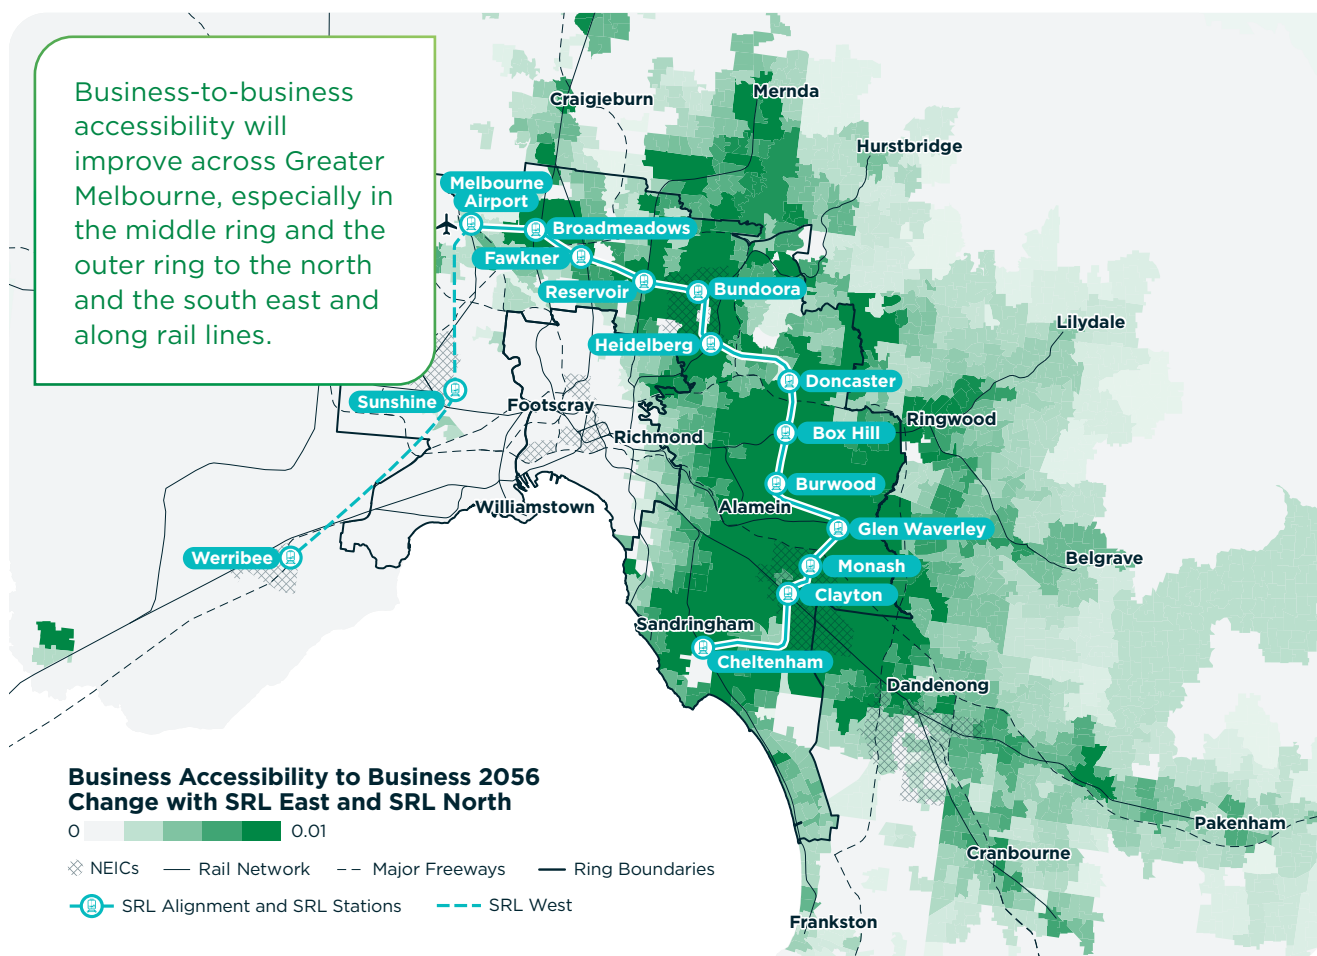 Business-to-business
accessibility will
improve across Greater
Melbourne, especially in
the middle ring and the
outer ring to the north
and the south east and
along rail lines.
Craigieburn
Mernda
Hurstbridge
Melbourne
Airport
Broadmeadows
Fawkner
Reservoir
Bundoora
Lilydale
Heidelberg
Doncaster
Sunshine
Footscray
Ringwood
Richmond
Box Hill
Burwood
Williamstown
Alamein
Glen Waverley
Werribee
Belgrave
Monash
Clayton
Sandringham
Cheltenham
Dandenong
Pakenham
Cranbourne
Frankston
Business Accessibility to Business 2056
Change with SRL East and SRL North
0 0.01
NEICs Rail Network Major Freeways Ring Boundaries
SRL Alignment and SRL Stations SRL West